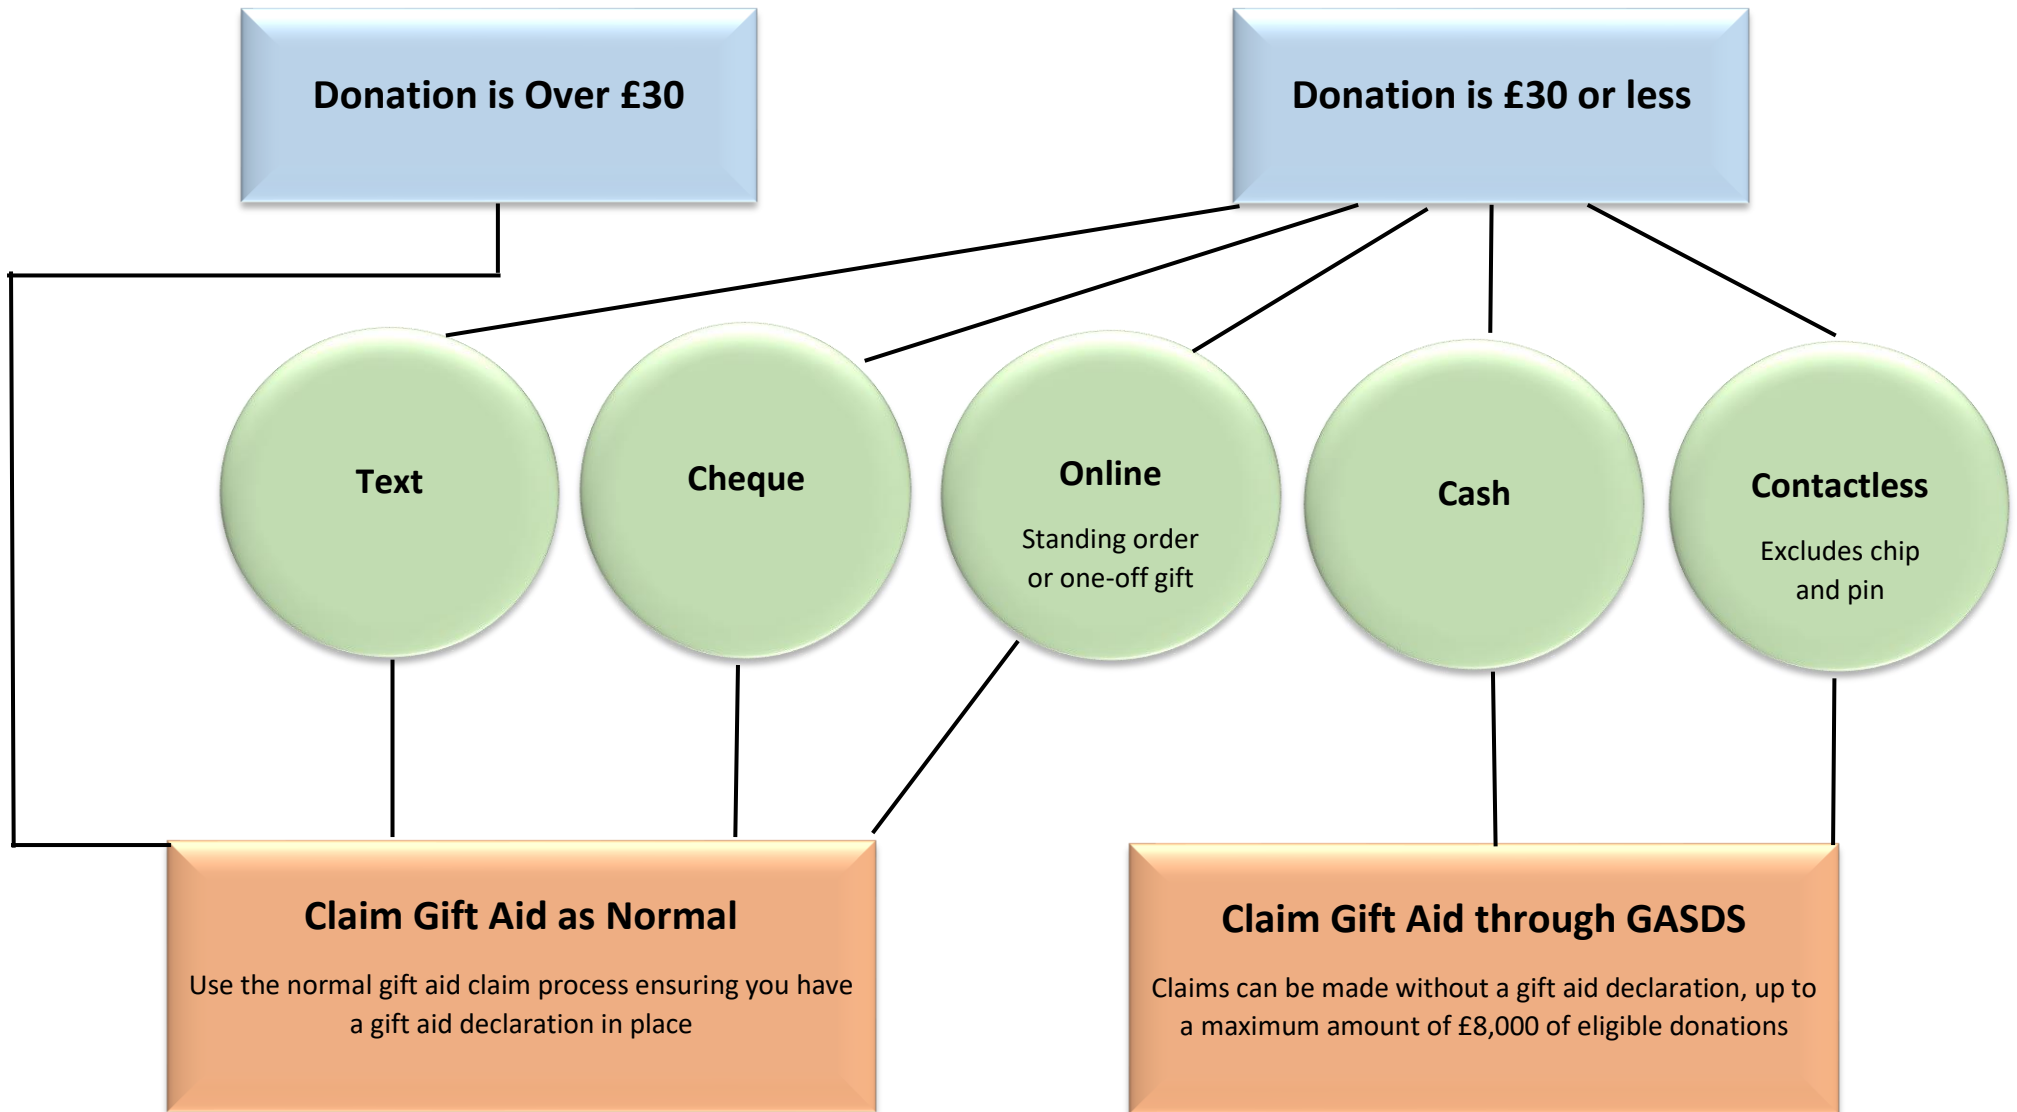 Donation is Over £30
Donation is £30 or less
Text
Cheque
Online
Standing order
or one-off gift
Cash
Contactless
Excludes chip
and pin
Claim Gift Aid as Normal
Use the normal gift aid claim process ensuring you have
a gift aid declaration in place
Claim Gift Aid through GASDS
Claims can be made without a gift aid declaration, up to
a maximum amount of £8,000 of eligible donations